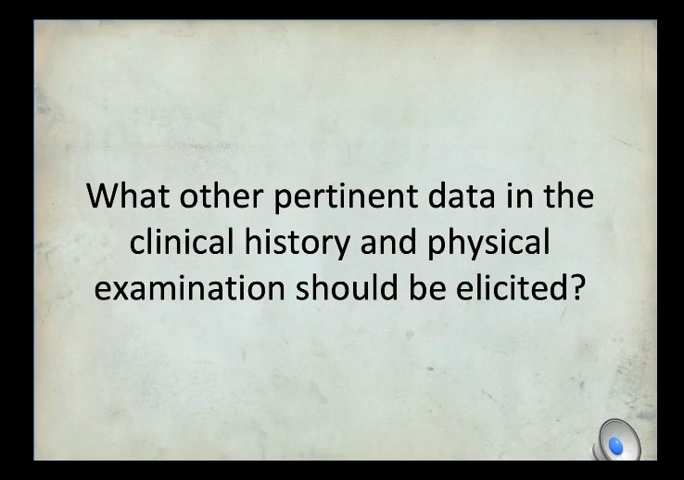 What other pertinent data in the
clinical history and physical
examination should be elicited?